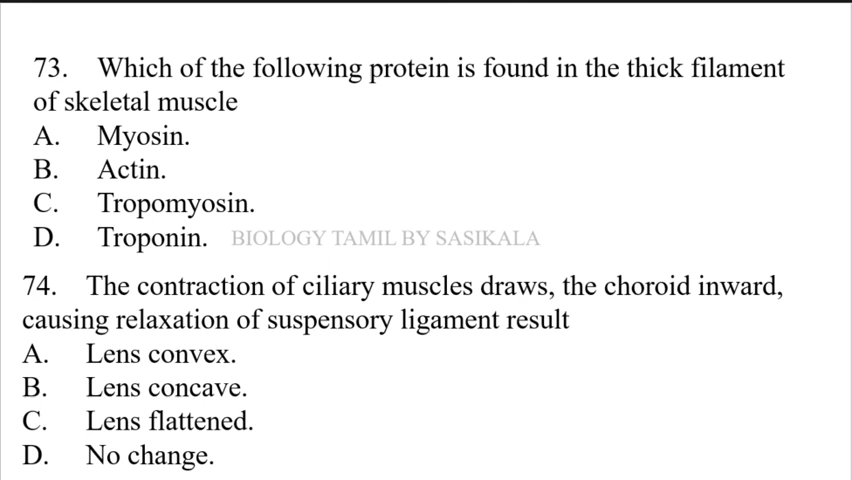 73. Which of the following protein is found in the thick filament
of skeletal muscle
A. Myosin.
B. Actin.
C. Tropomyosin.
D. Troponin. BIOLOGY TAMIL BY SASIKALA
74. The contraction of ciliary muscles draws, the choroid inward,
causing relaxation of suspensory ligament result
A. Lens convex.
B. Lens concave.
C. Lens flattened.
D. No change.